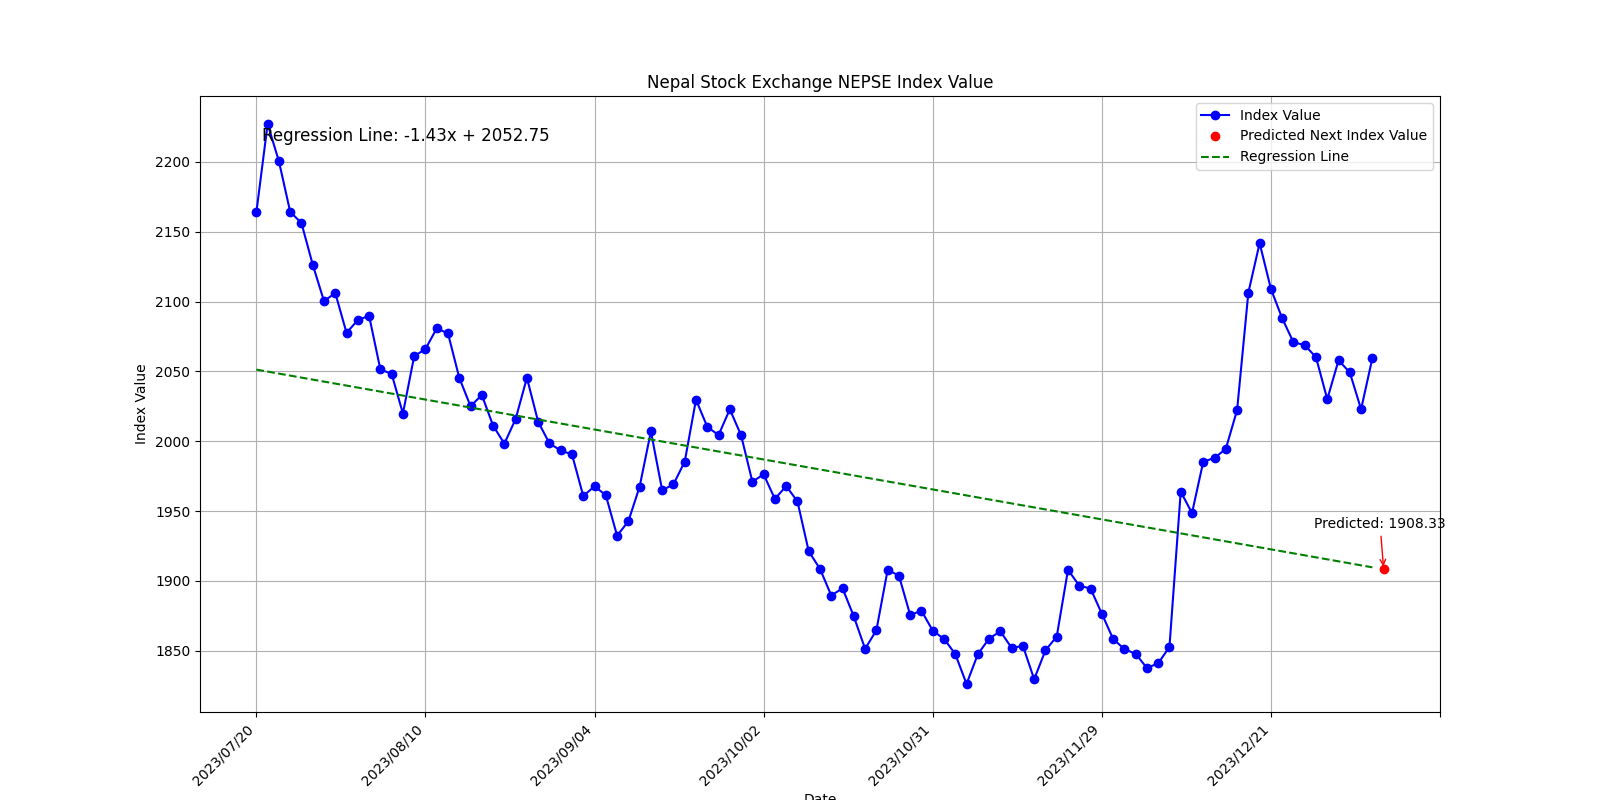 Nepal Stock Exchange NEPSE Index Value
Regression Line: -1.43x + 2052.75
Index Value
Predicted Next Index Value
Regression Line
2200
2150
2100
2050
2000
1950
1900
1850
Index Value
Predicted: 1908.33
2023/07/20
2023/08/10
2023/09/04
2023/10/02
2023/10/31
2023/11/29
2023/12/21
Date